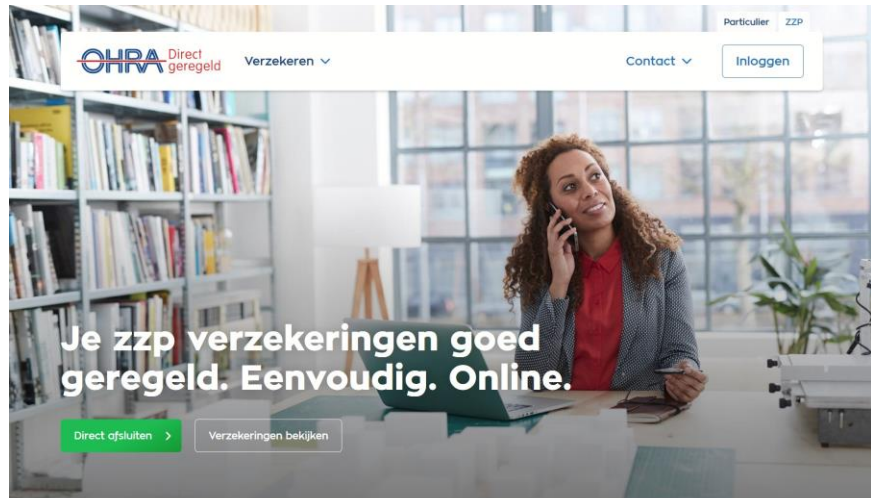 Particulier ZZP
OHRA Direct
geregeld
Verzekeren
Contact
Inloggen
Je zzp verzekeringen goed
geregeld. Eenvoudig. Online.
Direct afsluiten
Verzekeringen bekijken